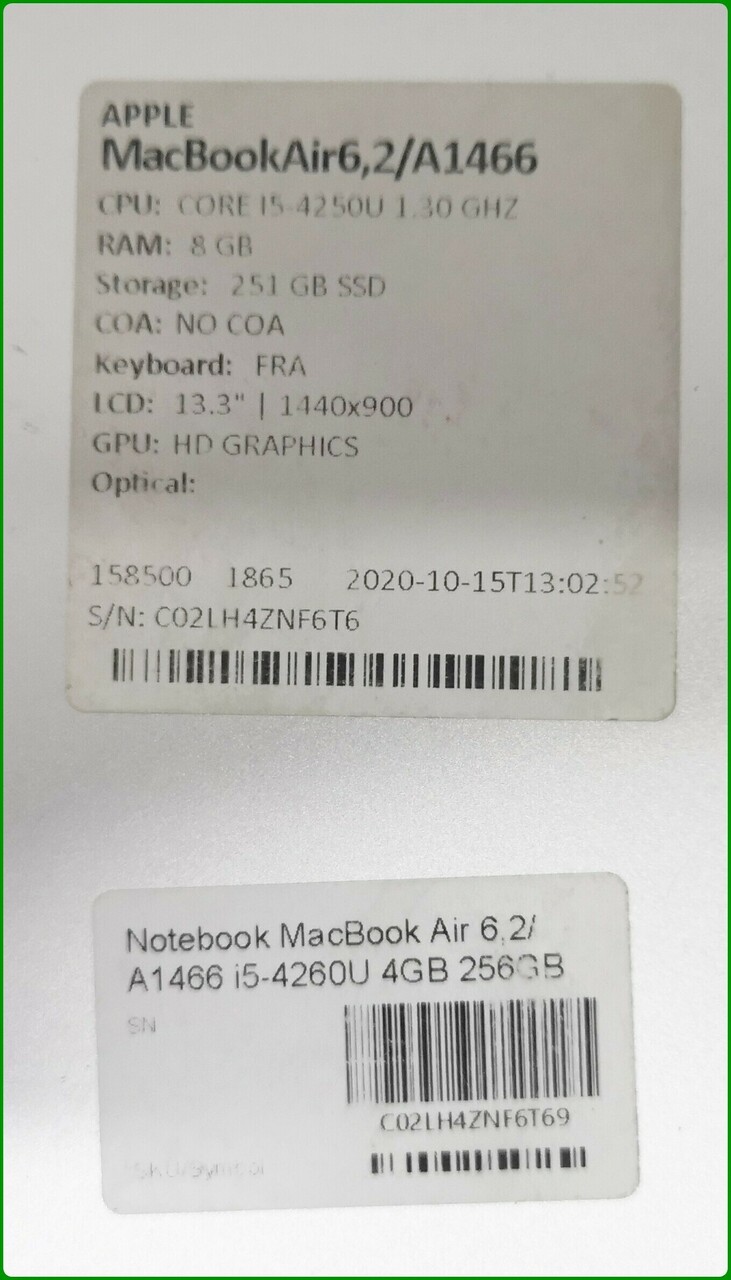 APPLE
MacBookAir6,2/A1466
CPU: CORE I5-4250U 1.30 GHZ
RAM: 8 GB
Storage: 251 GB SSD
COA: NO COA
Keyboard: FRA
LCD: 13.3" | 1440x900
GPU: HD GRAPHICS
Optical:
158500 1865 2020-10-15T13:02:52
S/N: C02LH4ZNF6T6
Notebook MacBook Air 6,2/
A1466 i5-4260U 4GB 256GB
SN
C02LH4ZNF6T69
SKU/Symbol